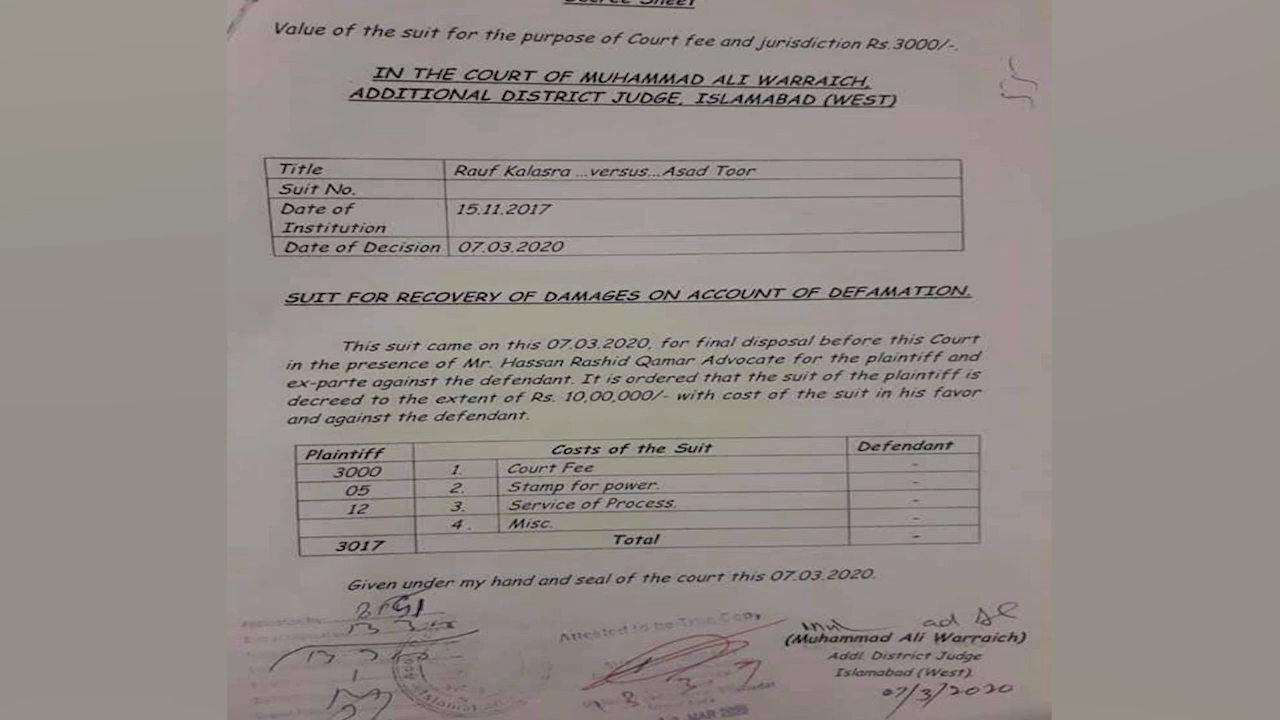 Decree Sheet
Value of the suit for the purpose of Court fee and jurisdiction Rs.3000/-.
IN THE COURT OF MUHAMMAD ALI WARRAICH,
ADDITIONAL DISTRICT JUDGE, ISLAMABAD (WEST)
Title Rauf Kalasra ...versus...Asad Toor
Suit No.
Date of Institution 15.11.2017
Date of Decision 07.03.2020
SUIT FOR RECOVERY OF DAMAGES ON ACCOUNT OF DEFAMATION.
This suit came on this 07.03.2020, for final disposal before this Court
in the presence of Mr. Hassan Rashid Qamar Advocate for the plaintiff and
ex-parte against the defendant. It is ordered that the suit of the plaintiff is
decreed to the extent of Rs. 10,00,000/- with cost of the suit in his favor
and against the defendant.
Plaintiff Costs of the Suit Defendant
3000 1. Court Fee -
05 2. Stamp for power. -
12 3. Service of Process. -
4. Misc. -
3017 Total -
Given under my hand and seal of the court this 07.03.2020.
Attested to be True Copy
(Muhammad Ali Warraich)
Addl. District Judge
Islamabad (West)
07/3/2020